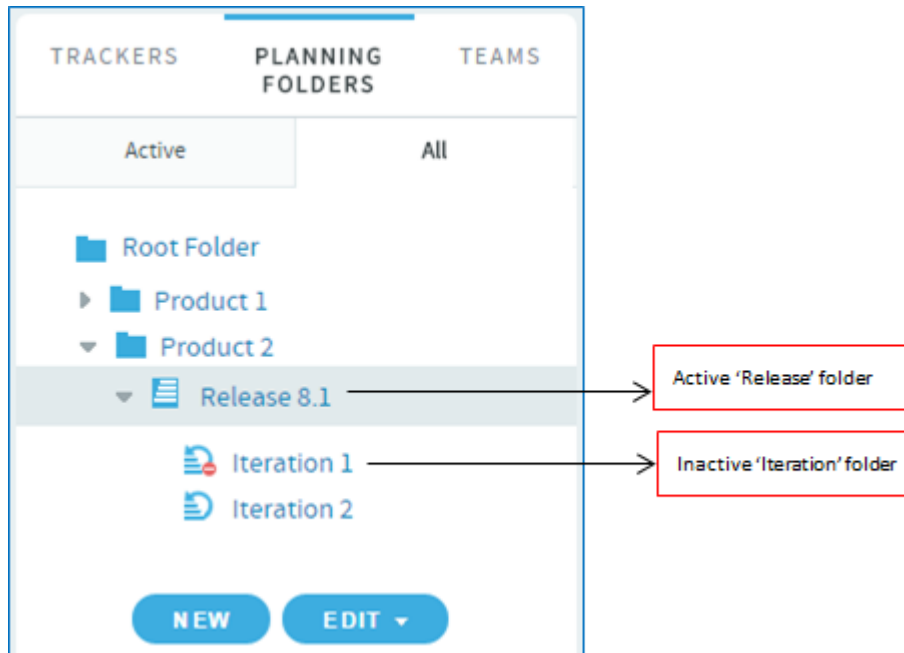 TRACKERS
PLANNING
FOLDERS
TEAMS
Active
All
Root Folder
Product 1
Product 2
Release 8.1
Active ‘Release’ folder
Iteration 1
Inactive ‘Iteration’ folder
Iteration 2
NEW
EDIT